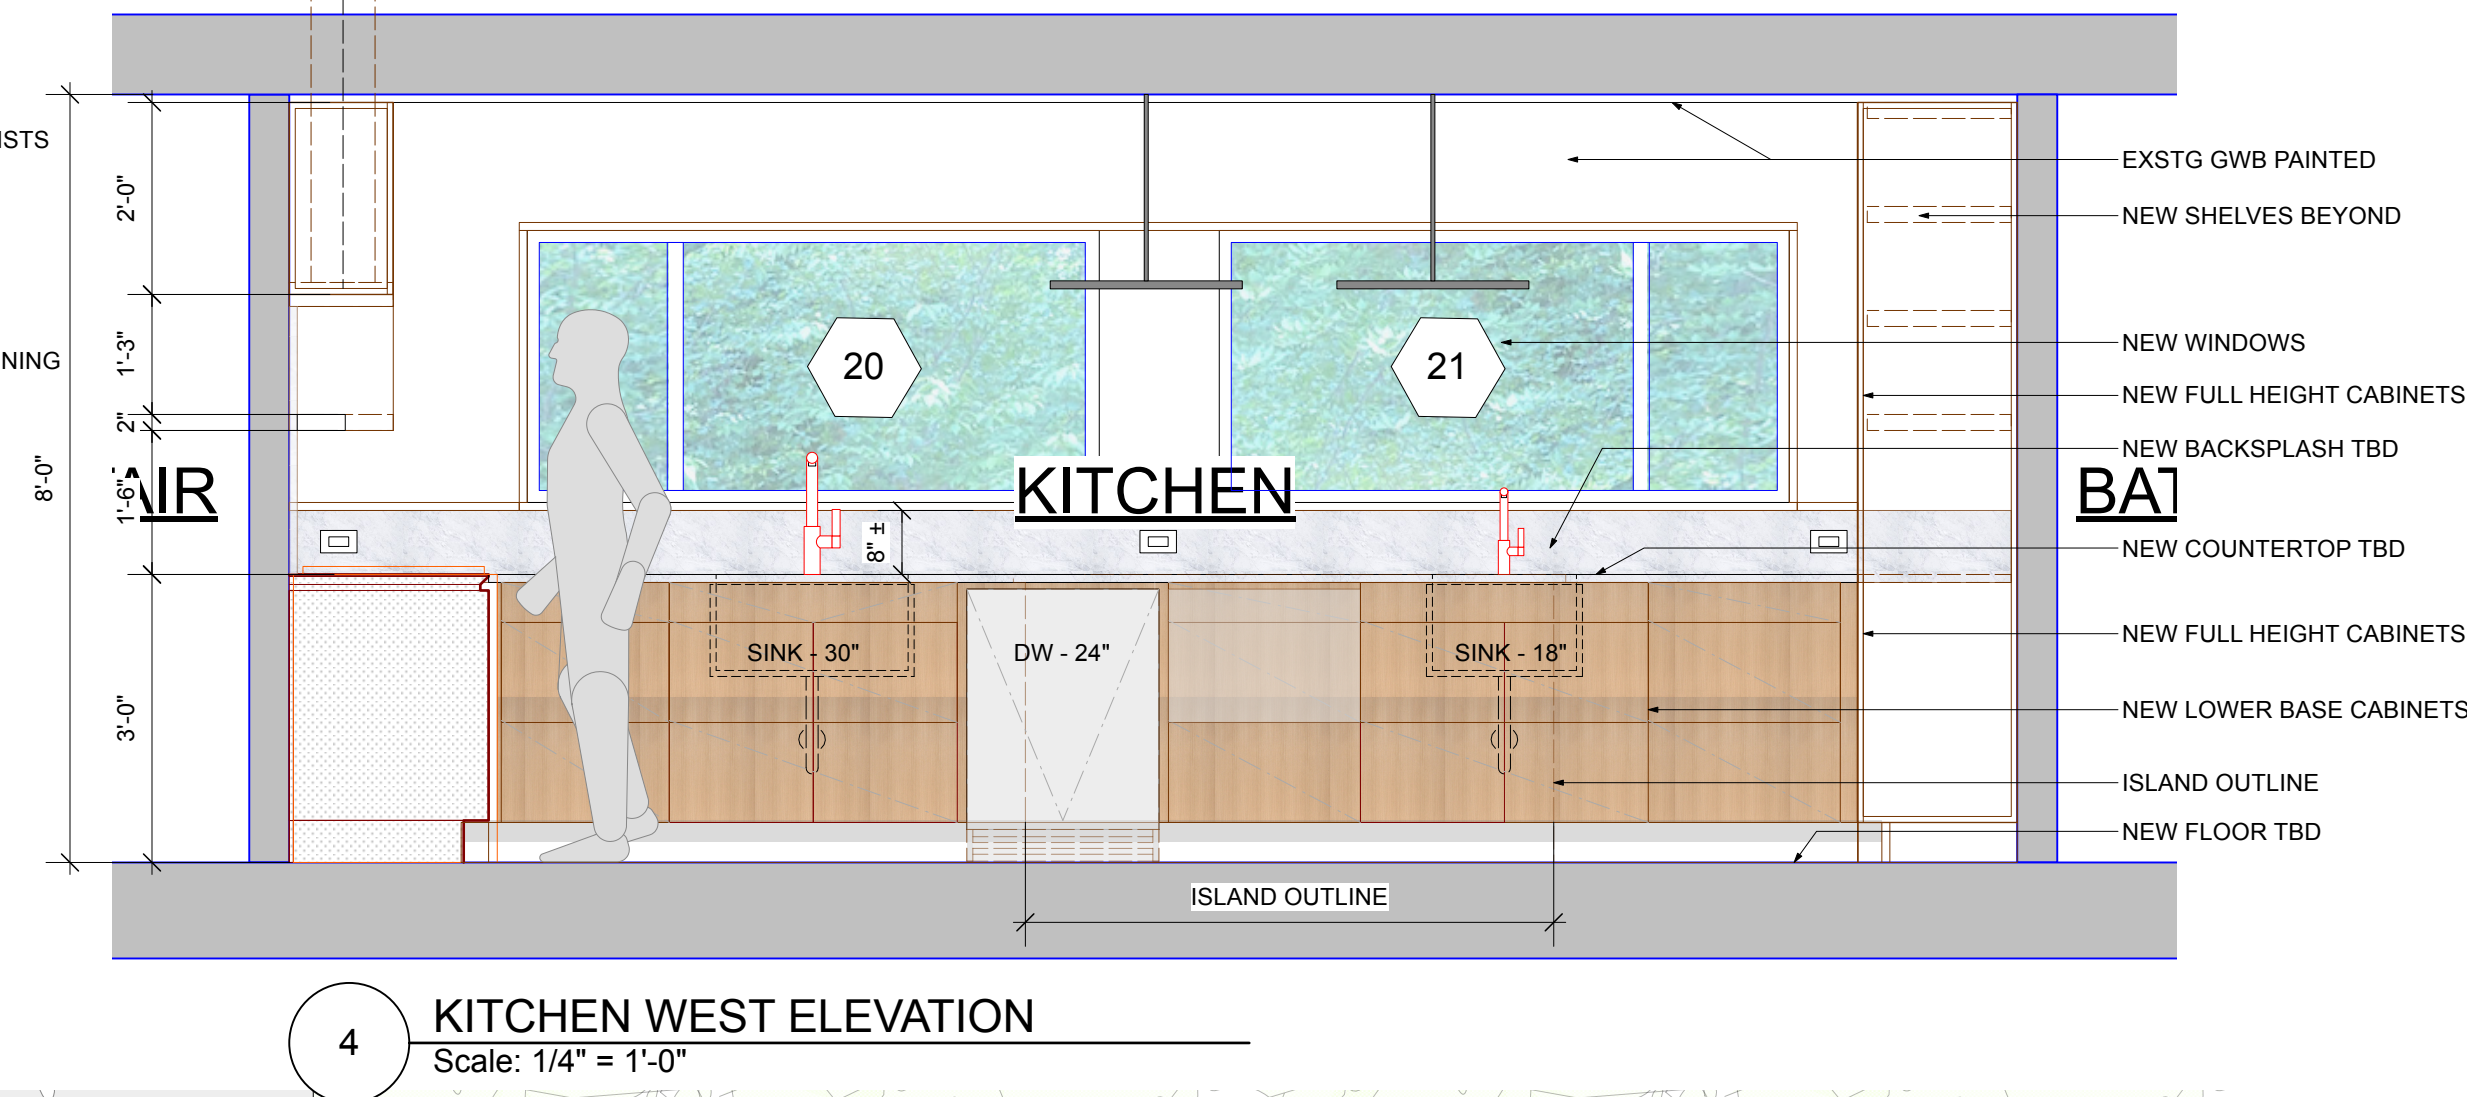 ISTS
NING
8'-0"
2'-0"
1'-3"
2"
1'-6"
3'-0"
AIR
20
21
KITCHEN
BAT
8" ±
SINK - 30"
DW - 24"
SINK - 18"
EXSTG GWB PAINTED
NEW SHELVES BEYOND
NEW WINDOWS
NEW FULL HEIGHT CABINETS
NEW BACKSPLASH TBD
NEW COUNTERTOP TBD
NEW FULL HEIGHT CABINETS
NEW LOWER BASE CABINETS
ISLAND OUTLINE
NEW FLOOR TBD
ISLAND OUTLINE
4
KITCHEN WEST ELEVATION
Scale: 1/4" = 1'-0"